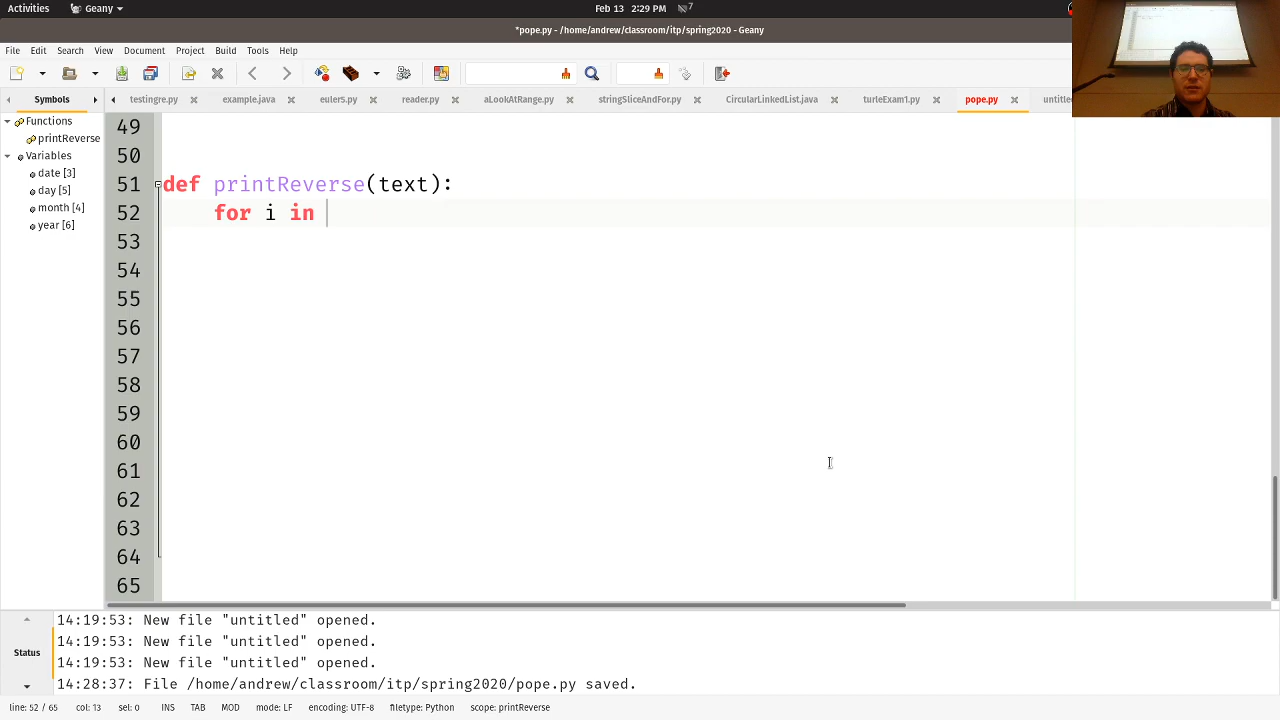 Activities Geany Feb 13 2:29 PM 7
*pope.py - /home/andrew/classroom/itp/spring2020 - Geany
File Edit Search View Document Project Build Tools Help
Symbols testingre.py example.java euler5.py reader.py aLookAtRange.py stringSliceAndFor.py CircularLinkedList.java turleExam1.py pope.py untitled
Functions
printReverse
Variables
date [3]
day [5]
month [4]
year [6]
49
50
51 def printReverse(text):
52 for i in
53
54
55
56
57
58
59
60
61
62
63
64
65
Status
14:19:53: New file "untitled" opened.
14:19:53: New file "untitled" opened.
14:19:53: New file "untitled" opened.
14:28:37: File /home/andrew/classroom/itp/spring2020/pope.py saved.
line: 52 / 65 col: 13 sel: 0 INS TAB MOD mode: LF encoding: UTF-8 filetype: Python scope: printReverse